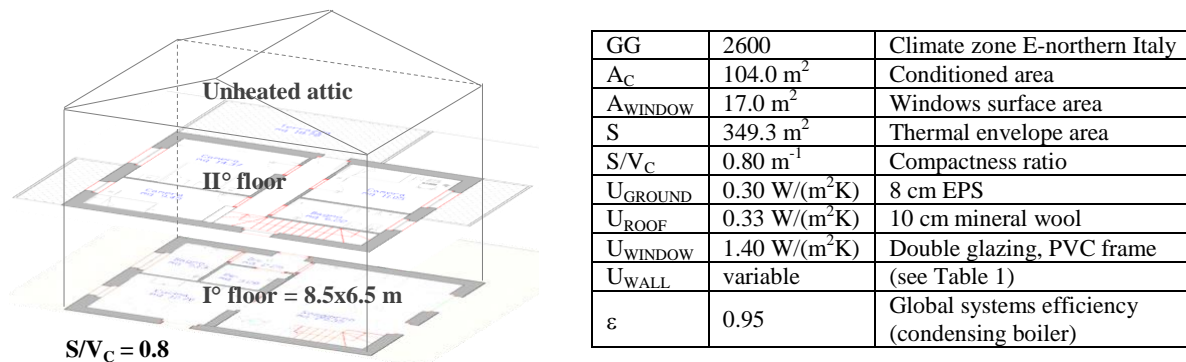 Unheated attic
II° floor
I° floor = 8.5x6.5 m
S/V_C = 0.8
GG 2600 Climate zone E-northern Italy
A_C 104.0 m² Conditioned area
A_WINDOW 17.0 m² Windows surface area
S 349.3 m² Thermal envelope area
S/V_C 0.80 m⁻¹ Compactness ratio
U_GROUND 0.30 W/(m²K) 8 cm EPS
U_ROOF 0.33 W/(m²K) 10 cm mineral wool
U_WINDOW 1.40 W/(m²K) Double glazing, PVC frame
U_WALL variable (see Table 1)
ε 0.95 Global systems efficiency
(condensing boiler)